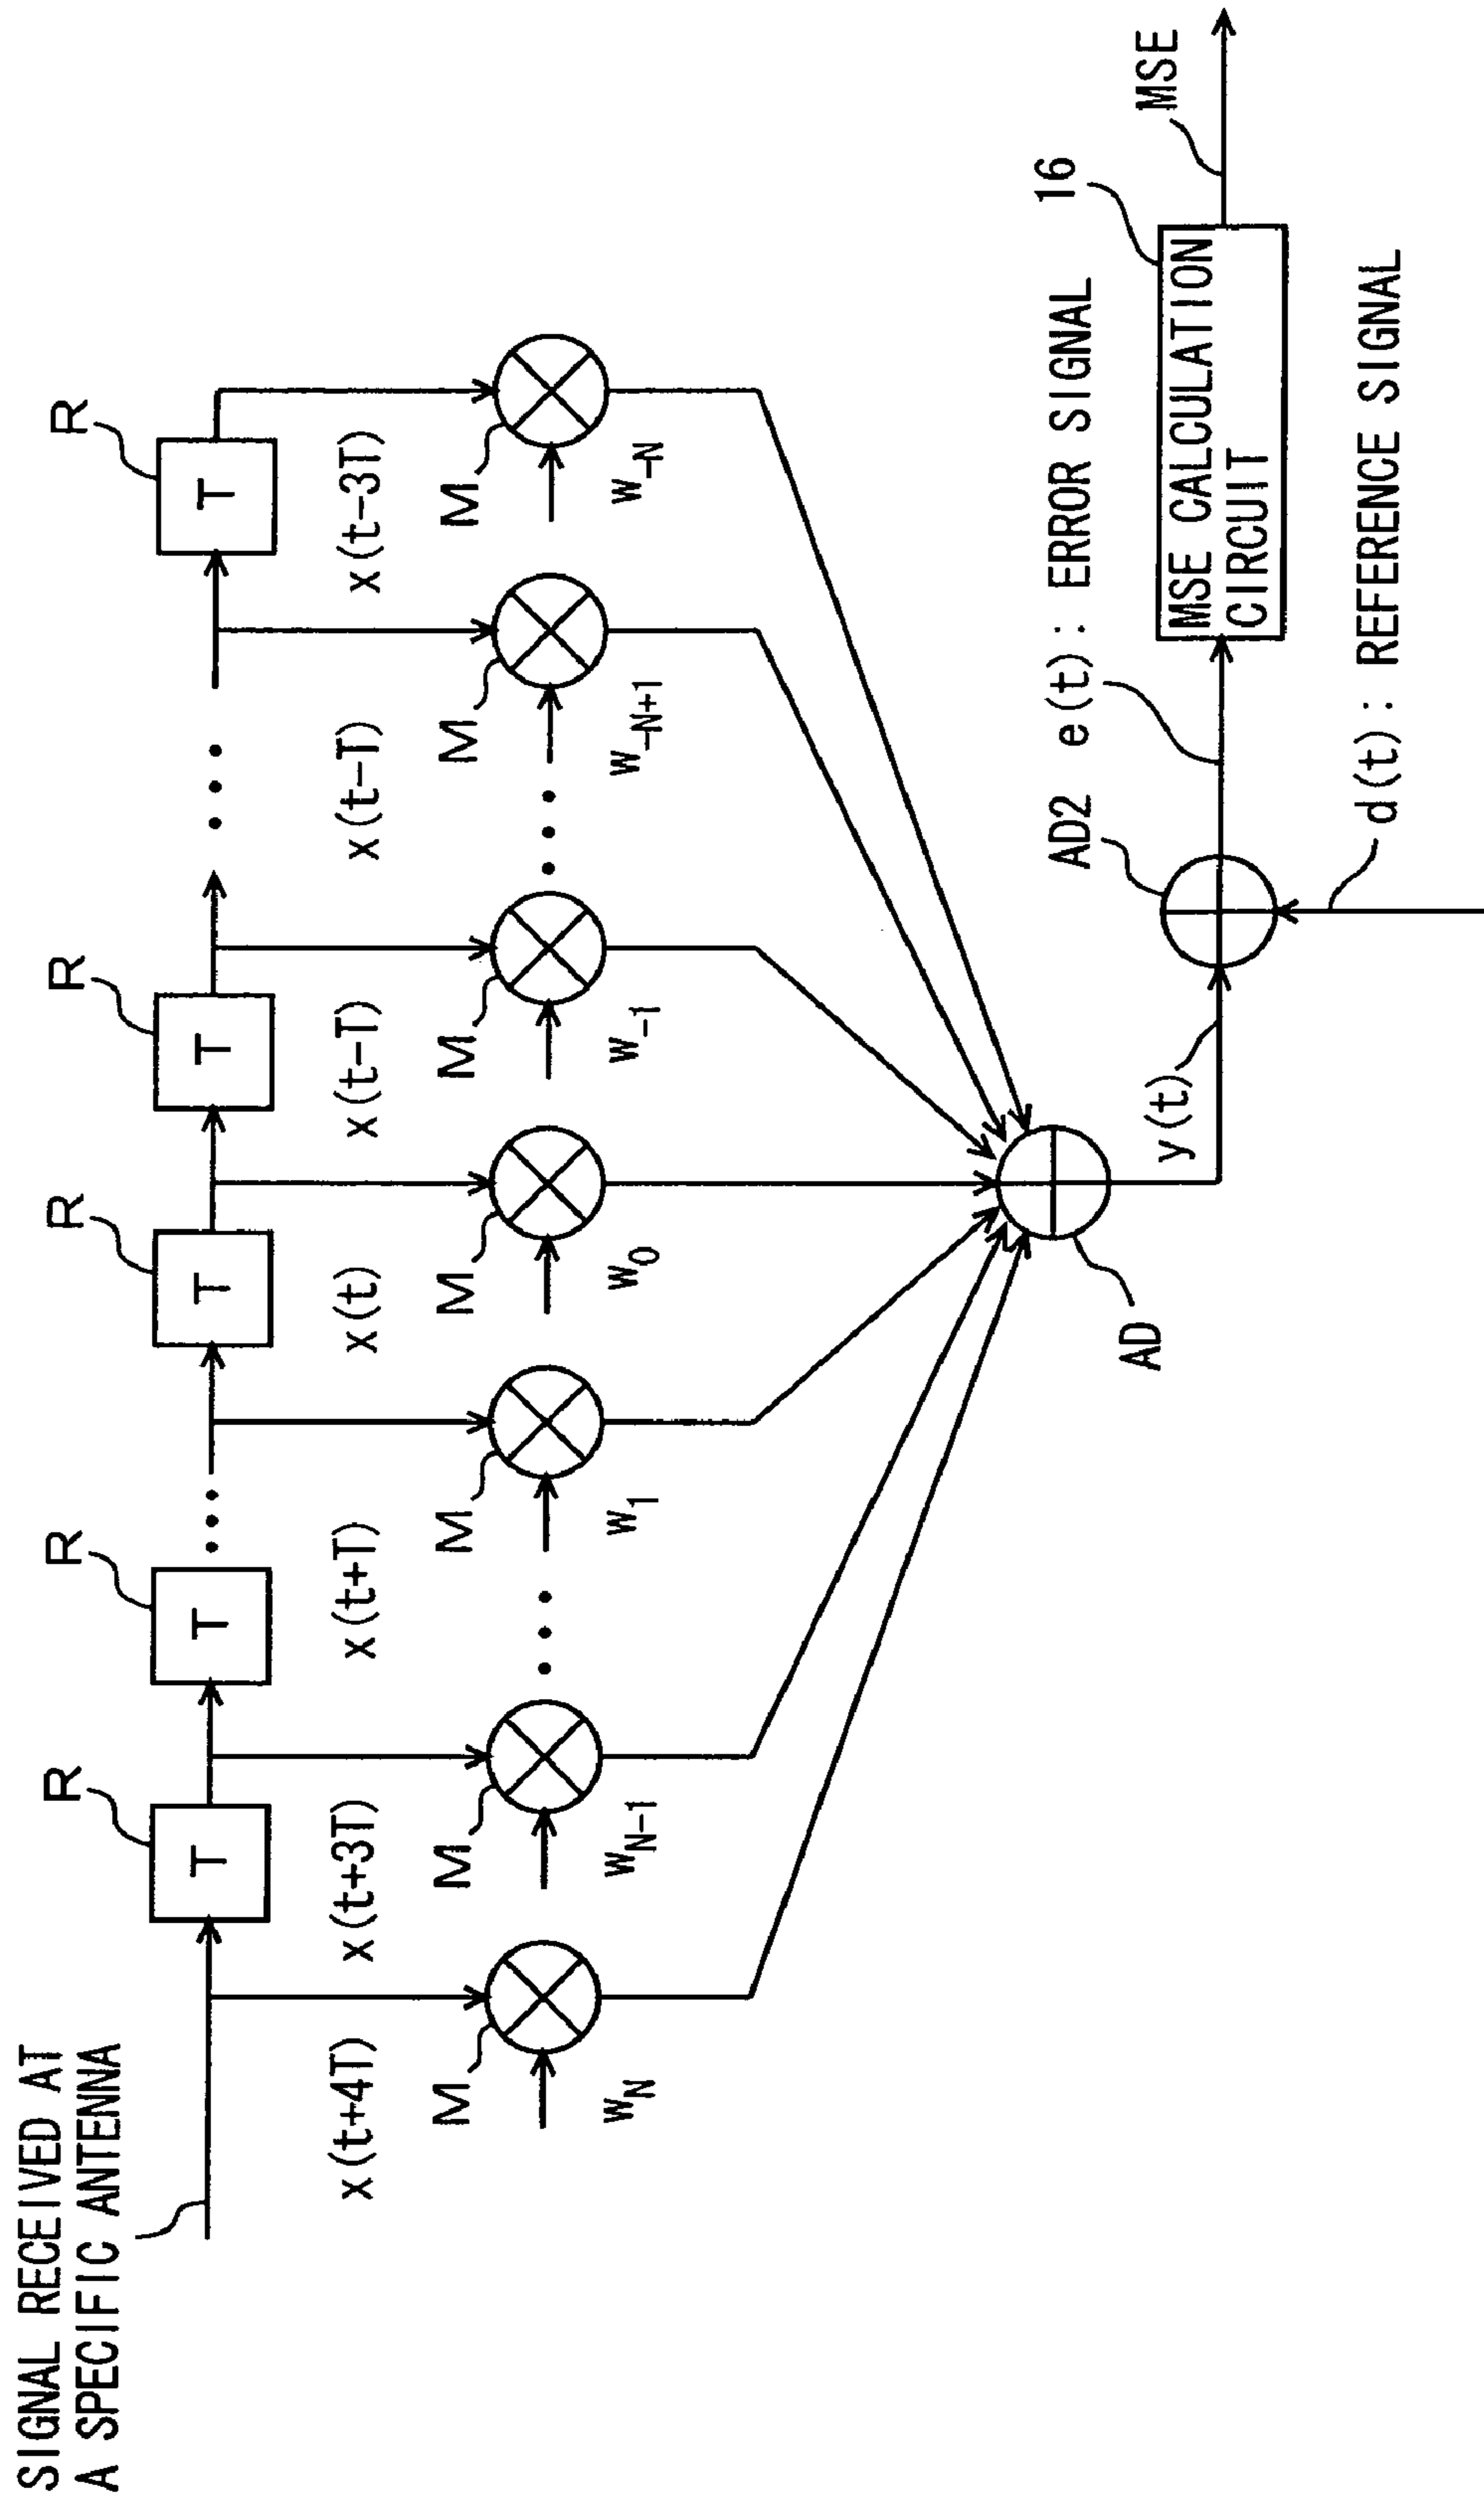 SIGNAL RECEIVED AT
A SPECIFIC ANTENNA
R R R R R
T T T T T
x(t+4T) x(t+3T) x(t+T) x(t) x(t-T) x(t-T) x(t-3T)
M M M M M M M
W_N W_N-1 W_1 W_0 W_-1 W_-N+1 W_-N
AD
y(t)
AD2
e(t): ERROR SIGNAL
16
MSE
MSE CALCULATION
CIRCUIT
d(t): REFERENCE SIGNAL